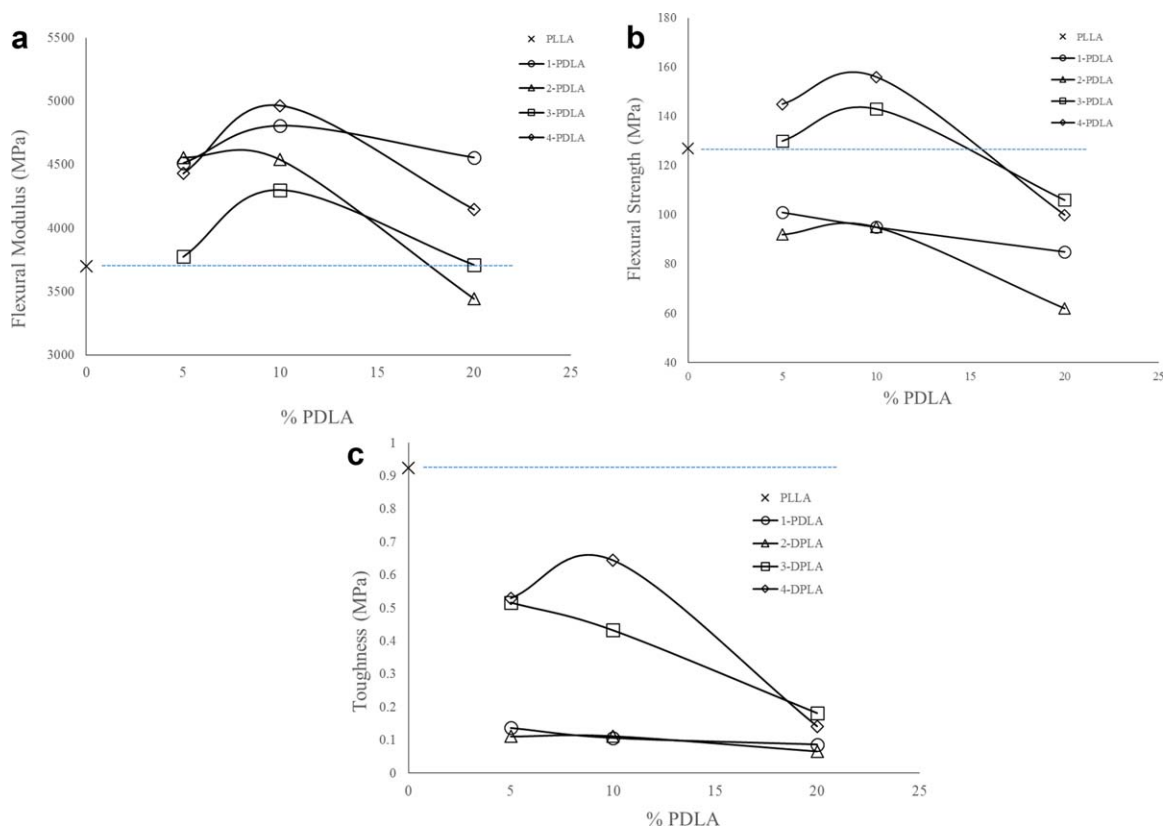 a
5500
5000
4500
4000
3500
3000
0
5
10
15
20
25
Flexural Modulus (MPa)
% PDLA
PLLA
1-PDLA
2-PDLA
3-PDLA
4-PDLA
b
180
160
140
120
100
80
60
40
0
5
10
15
20
25
Flexural Strength (MPa)
% PDLA
PLLA
1-PDLA
2-PDLA
3-PDLA
4-PDLA
c
1
0.9
0.8
0.7
0.6
0.5
0.4
0.3
0.2
0.1
0
0
5
10
15
20
25
Toughness (MPa)
% PDLA
PLLA
1-PDLA
2-DPLA
3-DPLA
4-DPLA